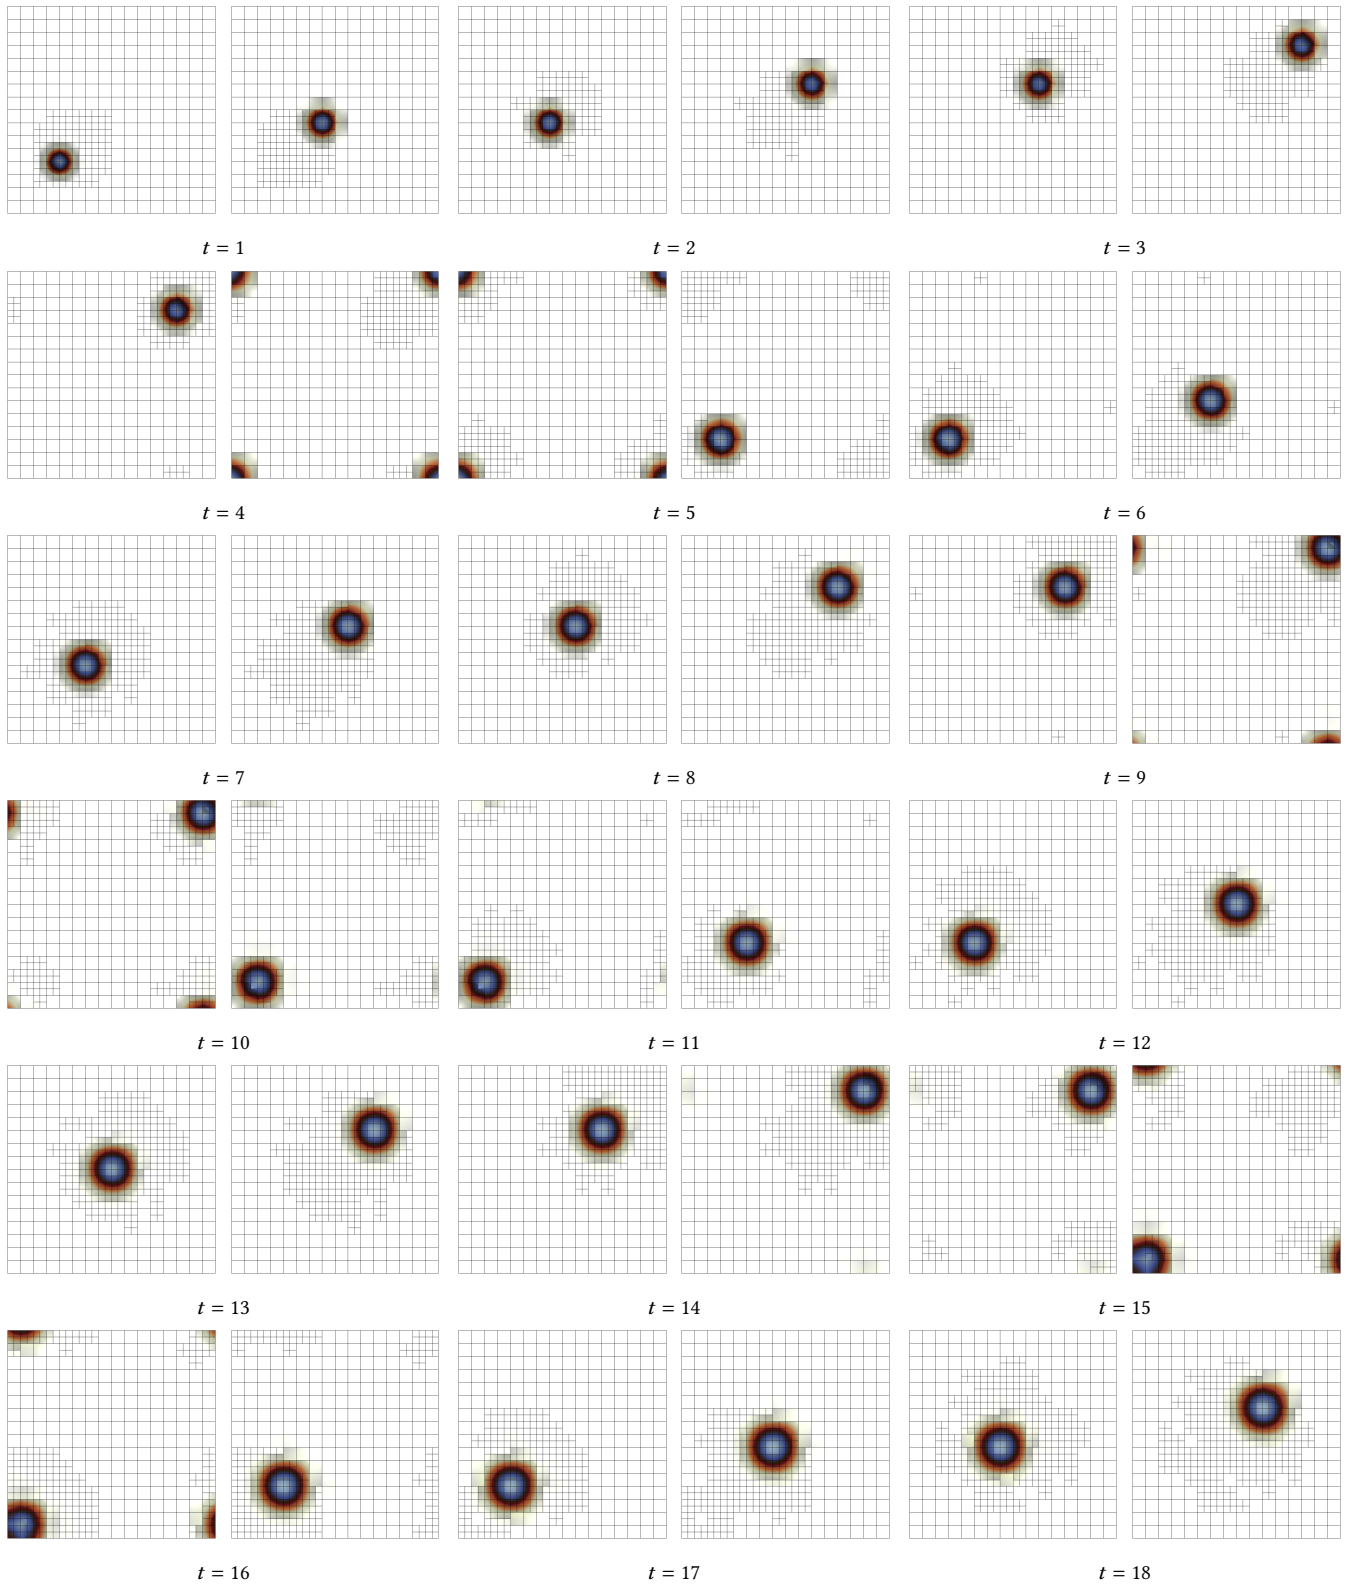 t = 1 t = 2 t = 3
t = 4 t = 5 t = 6
t = 7 t = 8 t = 9
t = 10 t = 11 t = 12
t = 13 t = 14 t = 15
t = 16 t = 17 t = 18